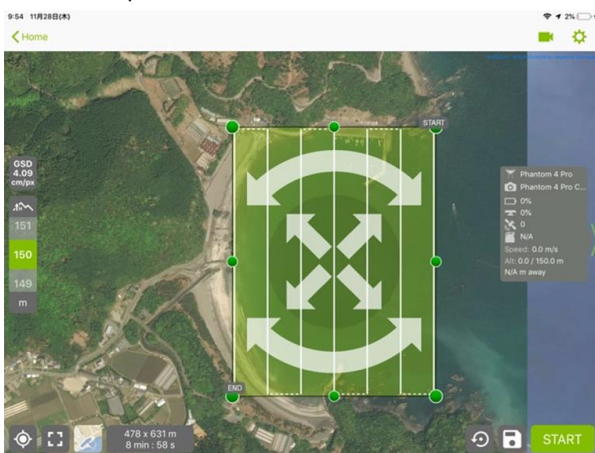 9:54 11月28日(木)
2%
Home
START
GSD
4.09
cm/px
151
150
149
m
Phantom 4 Pro
Phantom 4 Pro C...
0%
0%
0
N/A
Speed: 0.0 m/s
Alt: 0.0 / 150.0 m
N/A m away
END
478 x 631 m
8 min : 58 s
START